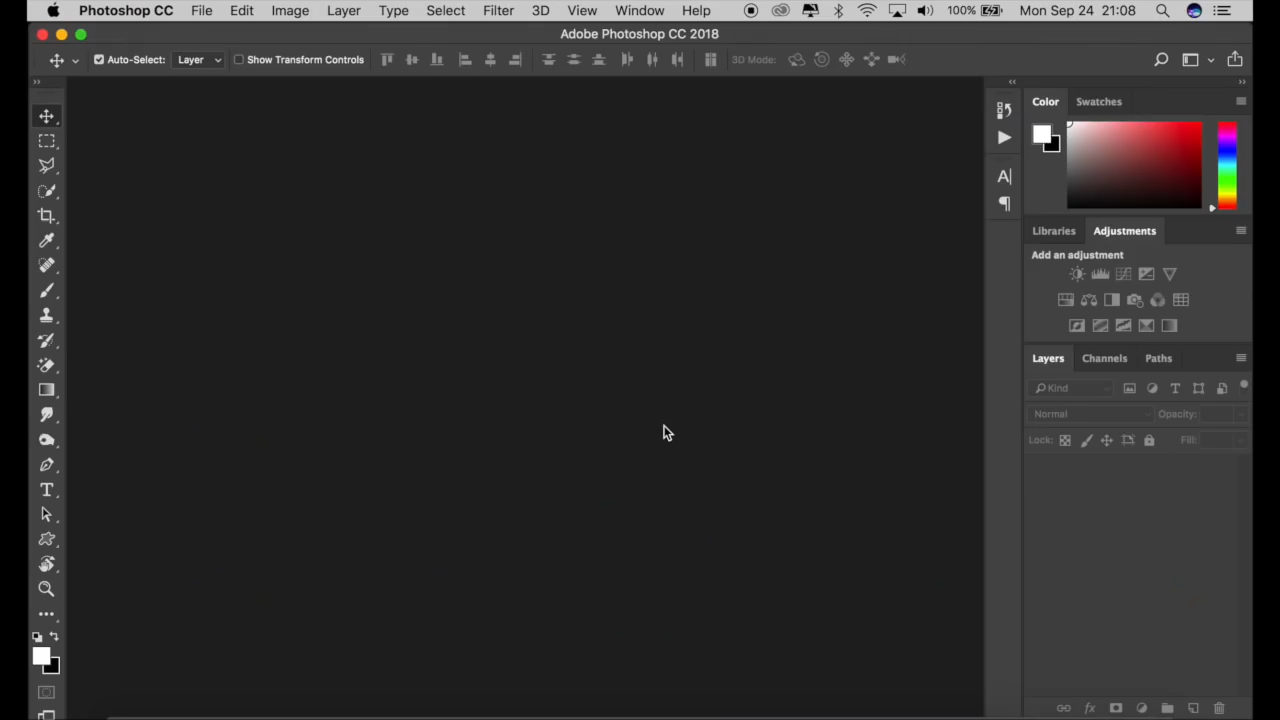 Photoshop CC File Edit Image Layer Type Select Filter 3D View Window Help 100% Mon Sep 24 21:08
Adobe Photoshop CC 2018
Auto-Select: Layer Show Transform Controls 3D Mode:
Color Swatches
Libraries Adjustments
Add an adjustment
Layers Channels Paths
Kind
Normal Opacity:
Lock: Fill: